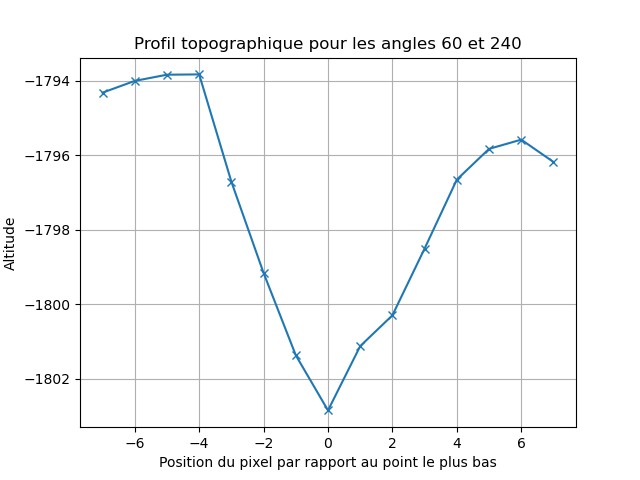 Profil topographique pour les angles 60 et 240
−1794
−1796
−1798
−1800
−1802
Altitude
−6 −4 −2 0 2 4 6
Position du pixel par rapport au point le plus bas